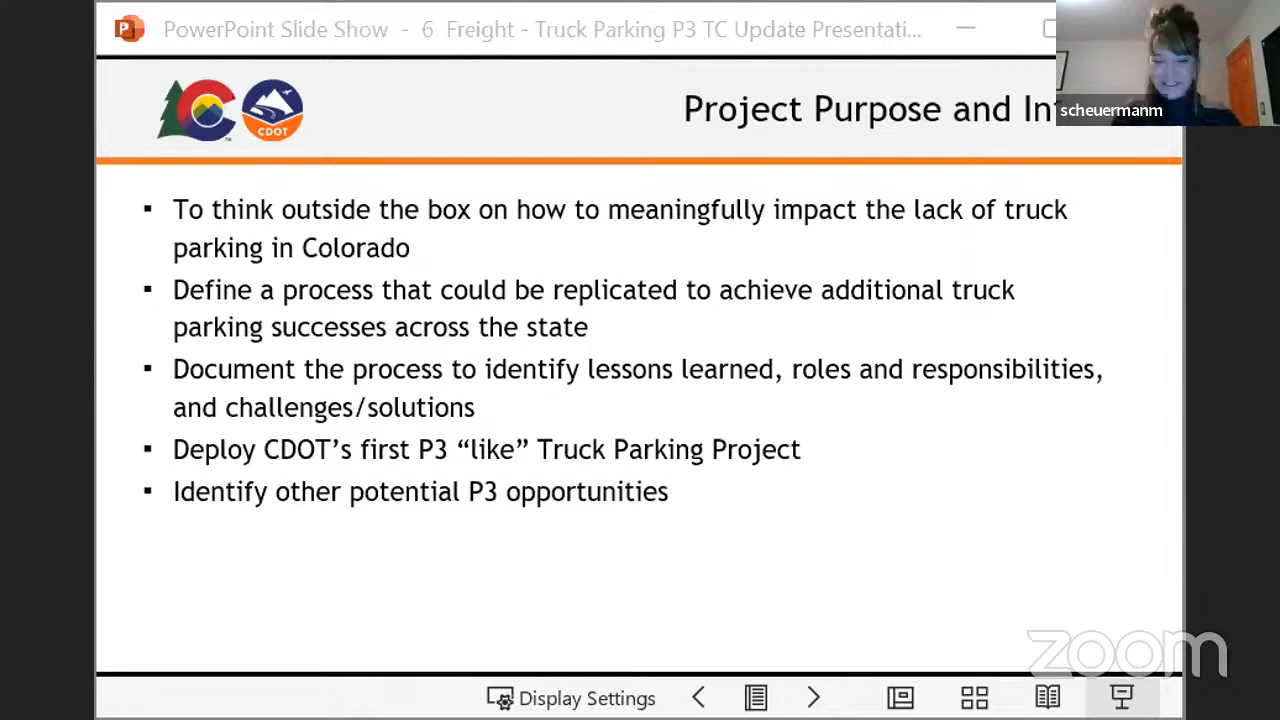 PowerPoint Slide Show - 6 Freight - Truck Parking P3 TC Update Presentati...
scheuermanm
CDOT
Project Purpose and In
▪ To think outside the box on how to meaningfully impact the lack of truck
parking in Colorado
▪ Define a process that could be replicated to achieve additional truck
parking successes across the state
▪ Document the process to identify lessons learned, roles and responsibilities,
and challenges/solutions
▪ Deploy CDOT’s first P3 “like” Truck Parking Project
▪ Identify other potential P3 opportunities
zoom
Display Settings